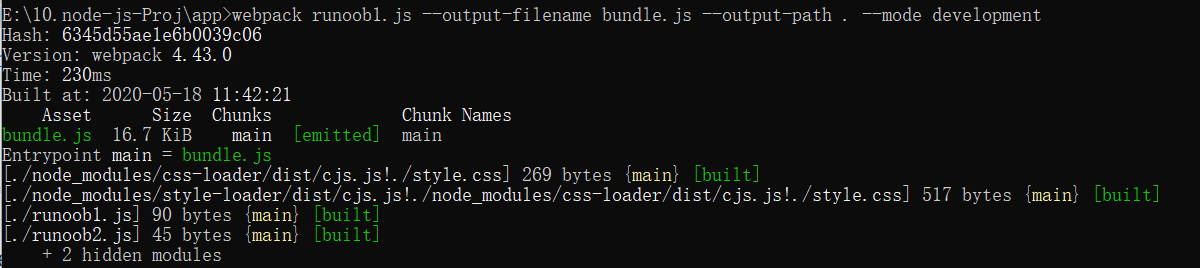 E:\10.node-js-Proj\app>webpack runoob1.js --output-filename bundle.js --output-path . --mode development
Hash: 6345d55ae1e6b0039c06
Version: webpack 4.43.0
Time: 230ms
Built at: 2020-05-18 11:42:21
    Asset      Size  Chunks             Chunk Names
bundle.js  16.7 KiB    main  [emitted]  main
Entrypoint main = bundle.js
[./node_modules/css-loader/dist/cjs.js!./style.css] 269 bytes {main} [built]
[./node_modules/style-loader/dist/cjs.js!./node_modules/css-loader/dist/cjs.js!./style.css] 517 bytes {main} [built]
[./runoob1.js] 90 bytes {main} [built]
[./runoob2.js] 45 bytes {main} [built]
    + 2 hidden modules